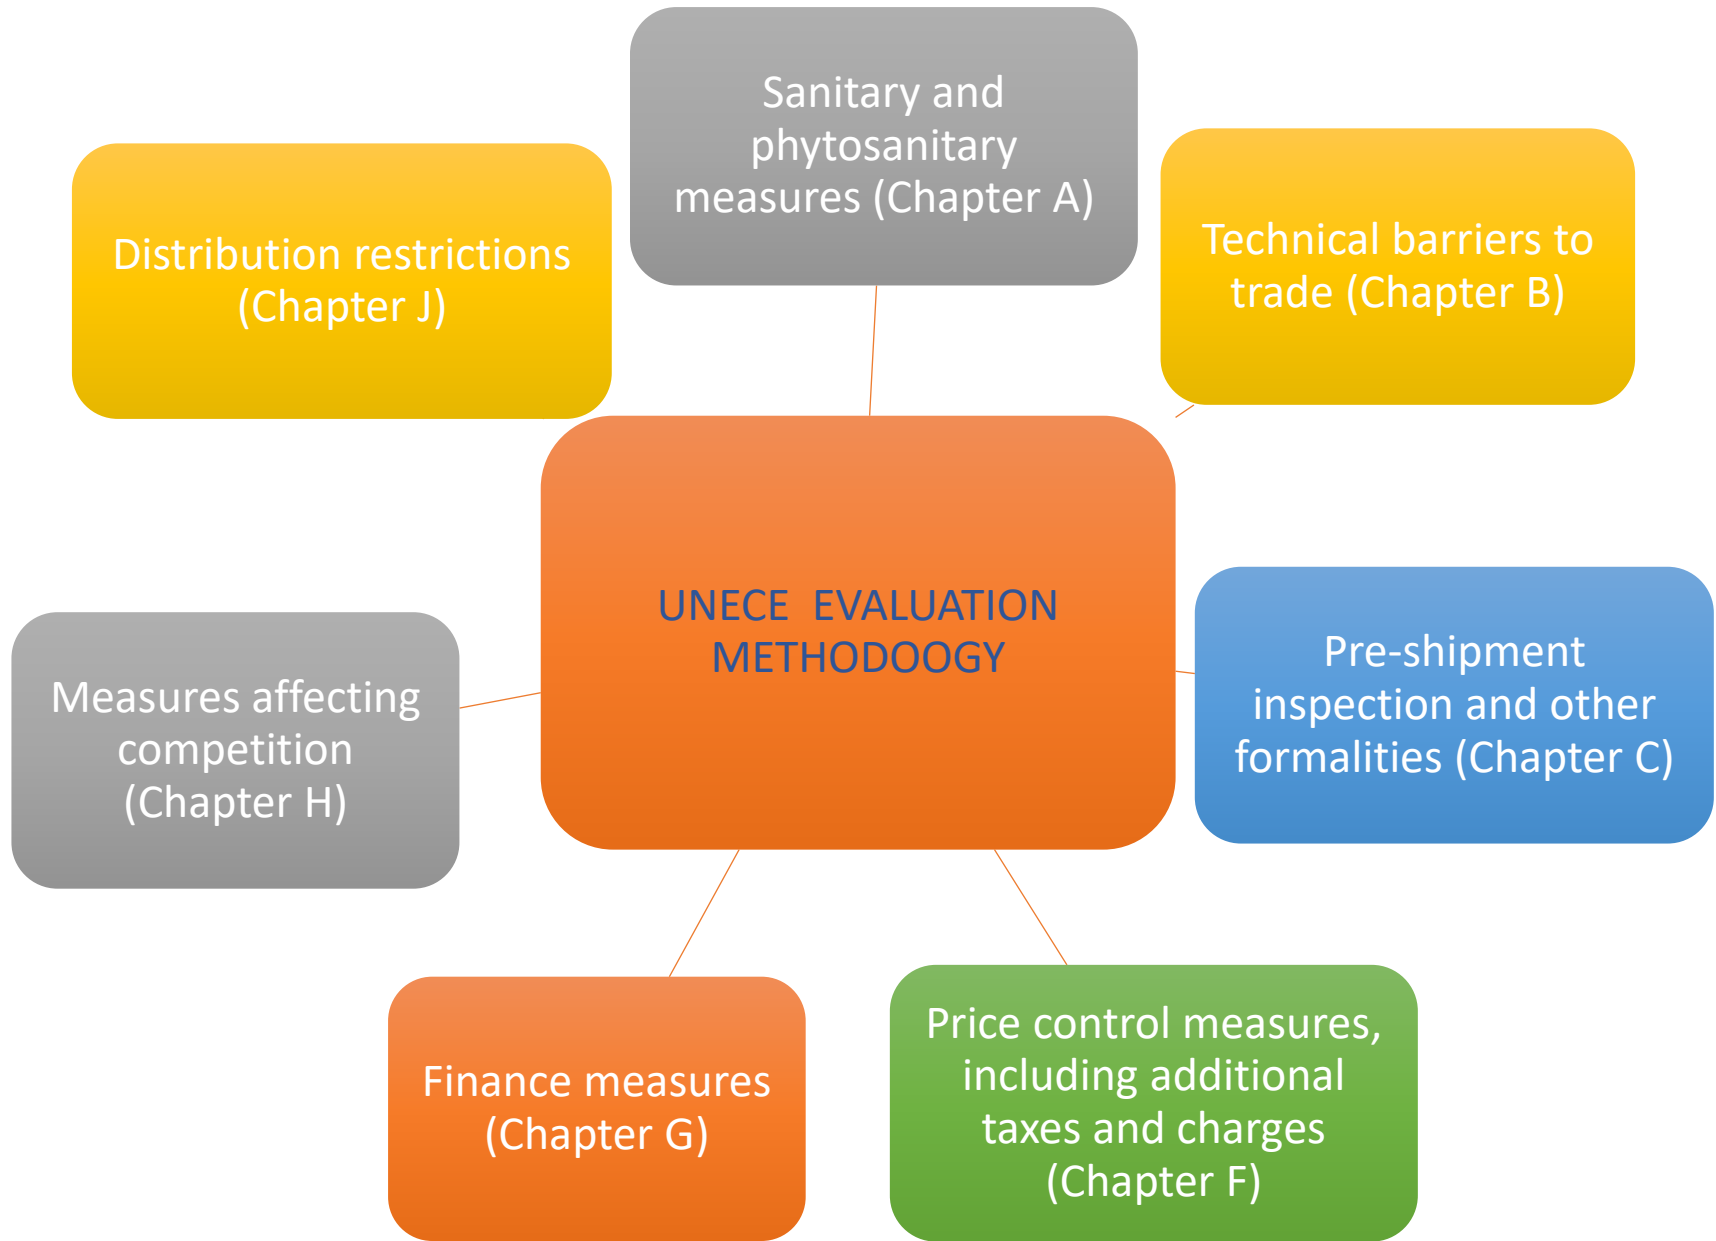 Sanitary and
phytosanitary
measures (Chapter A)
Technical barriers to
trade (Chapter B)
Pre-shipment
inspection and other
formalities (Chapter C)
Price control measures,
including additional
taxes and charges
(Chapter F)
Finance measures
(Chapter G)
Measures affecting
competition
(Chapter H)
Distribution restrictions
(Chapter J)
UNECE EVALUATION
METHODOOGY